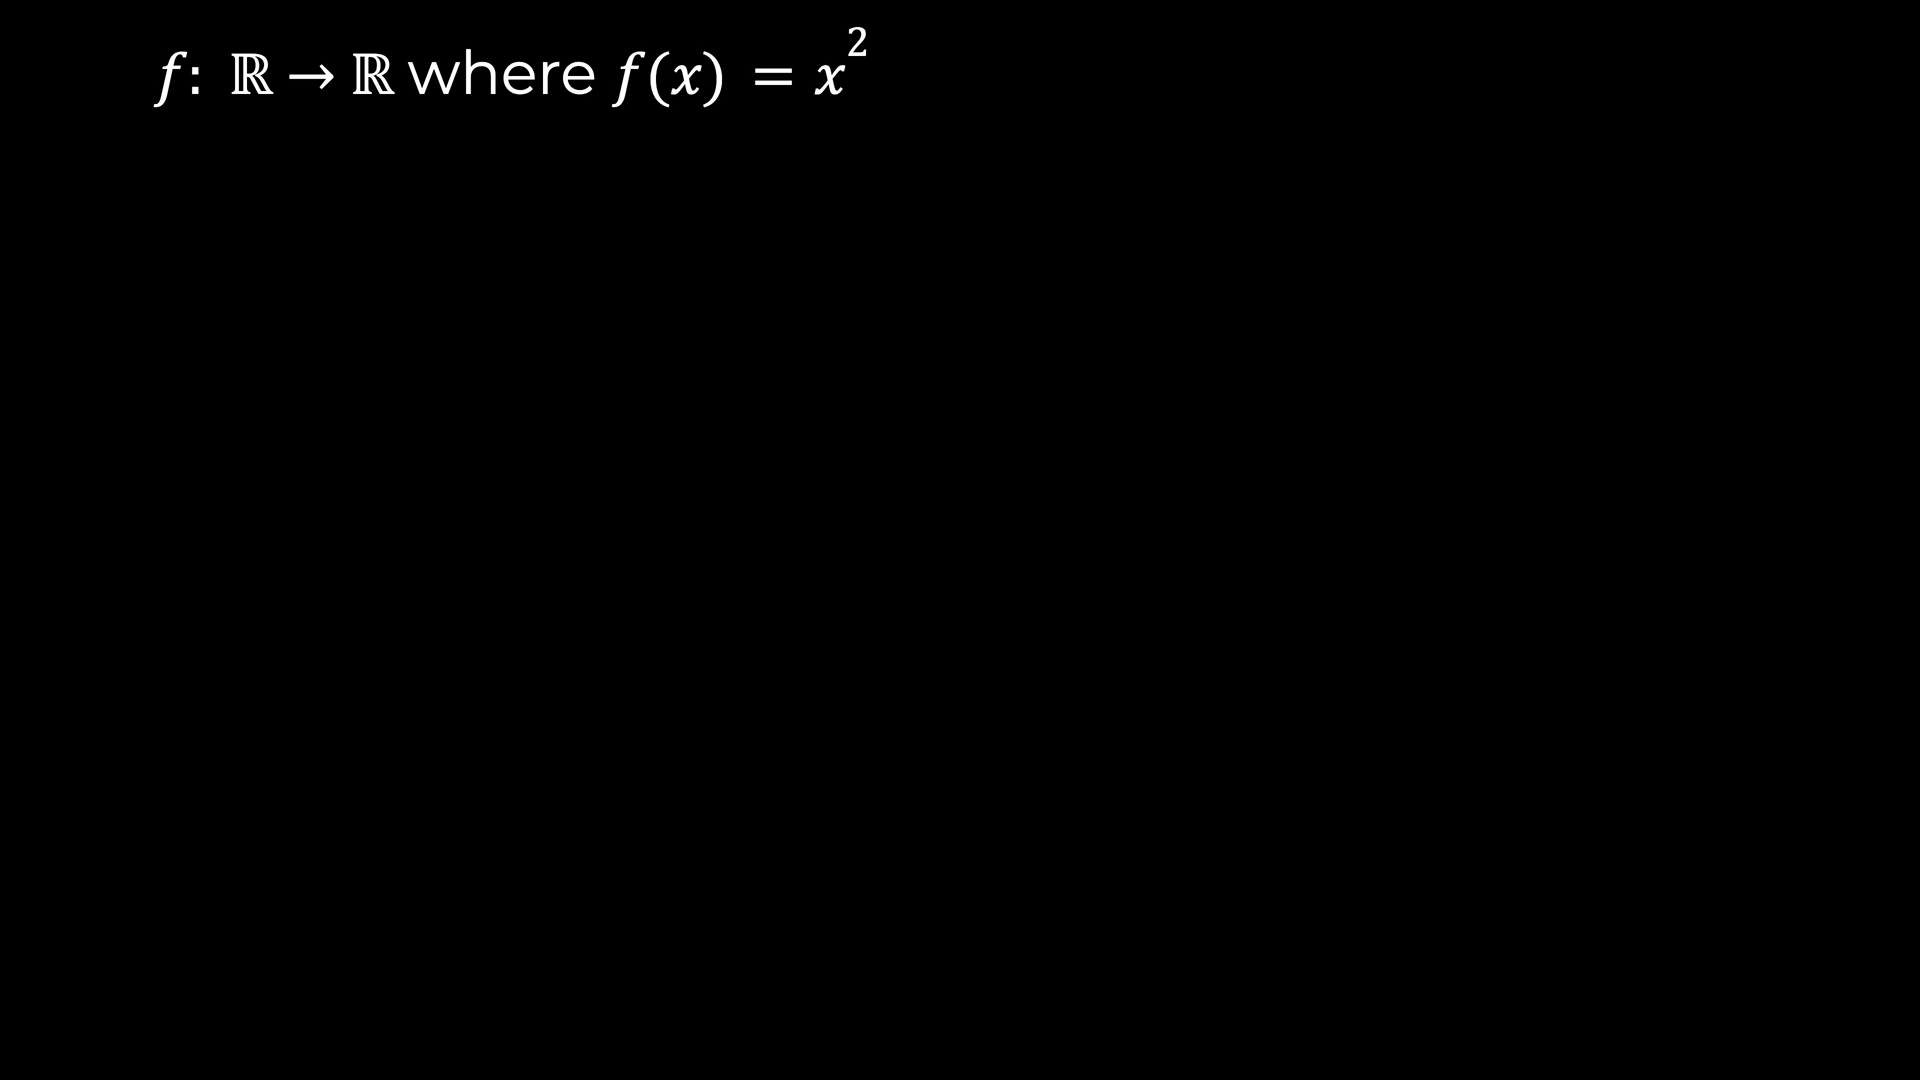 f: ℝ → ℝ where f(x) = x²